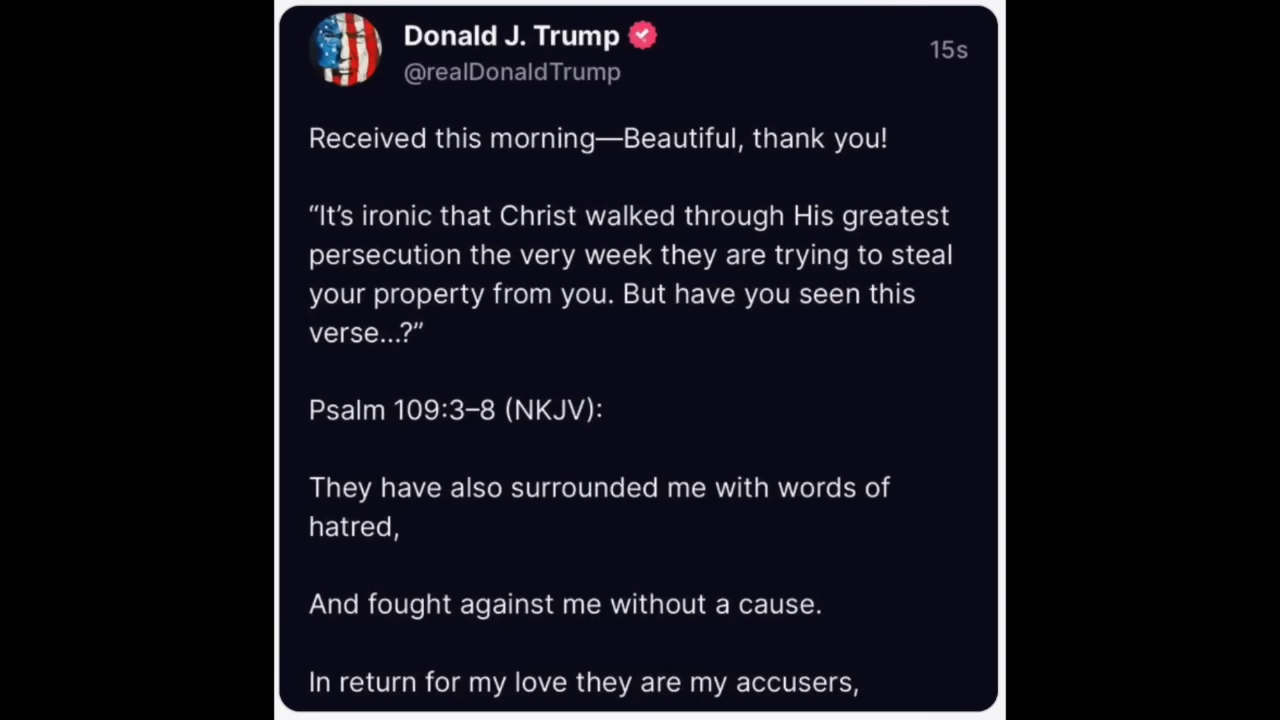 Donald J. Trump
@realDonaldTrump
15s
Received this morning—Beautiful, thank you!
“It’s ironic that Christ walked through His greatest
persecution the very week they are trying to steal
your property from you. But have you seen this
verse...?”
Psalm 109:3–8 (NKJV):
They have also surrounded me with words of
hatred,
And fought against me without a cause.
In return for my love they are my accusers,